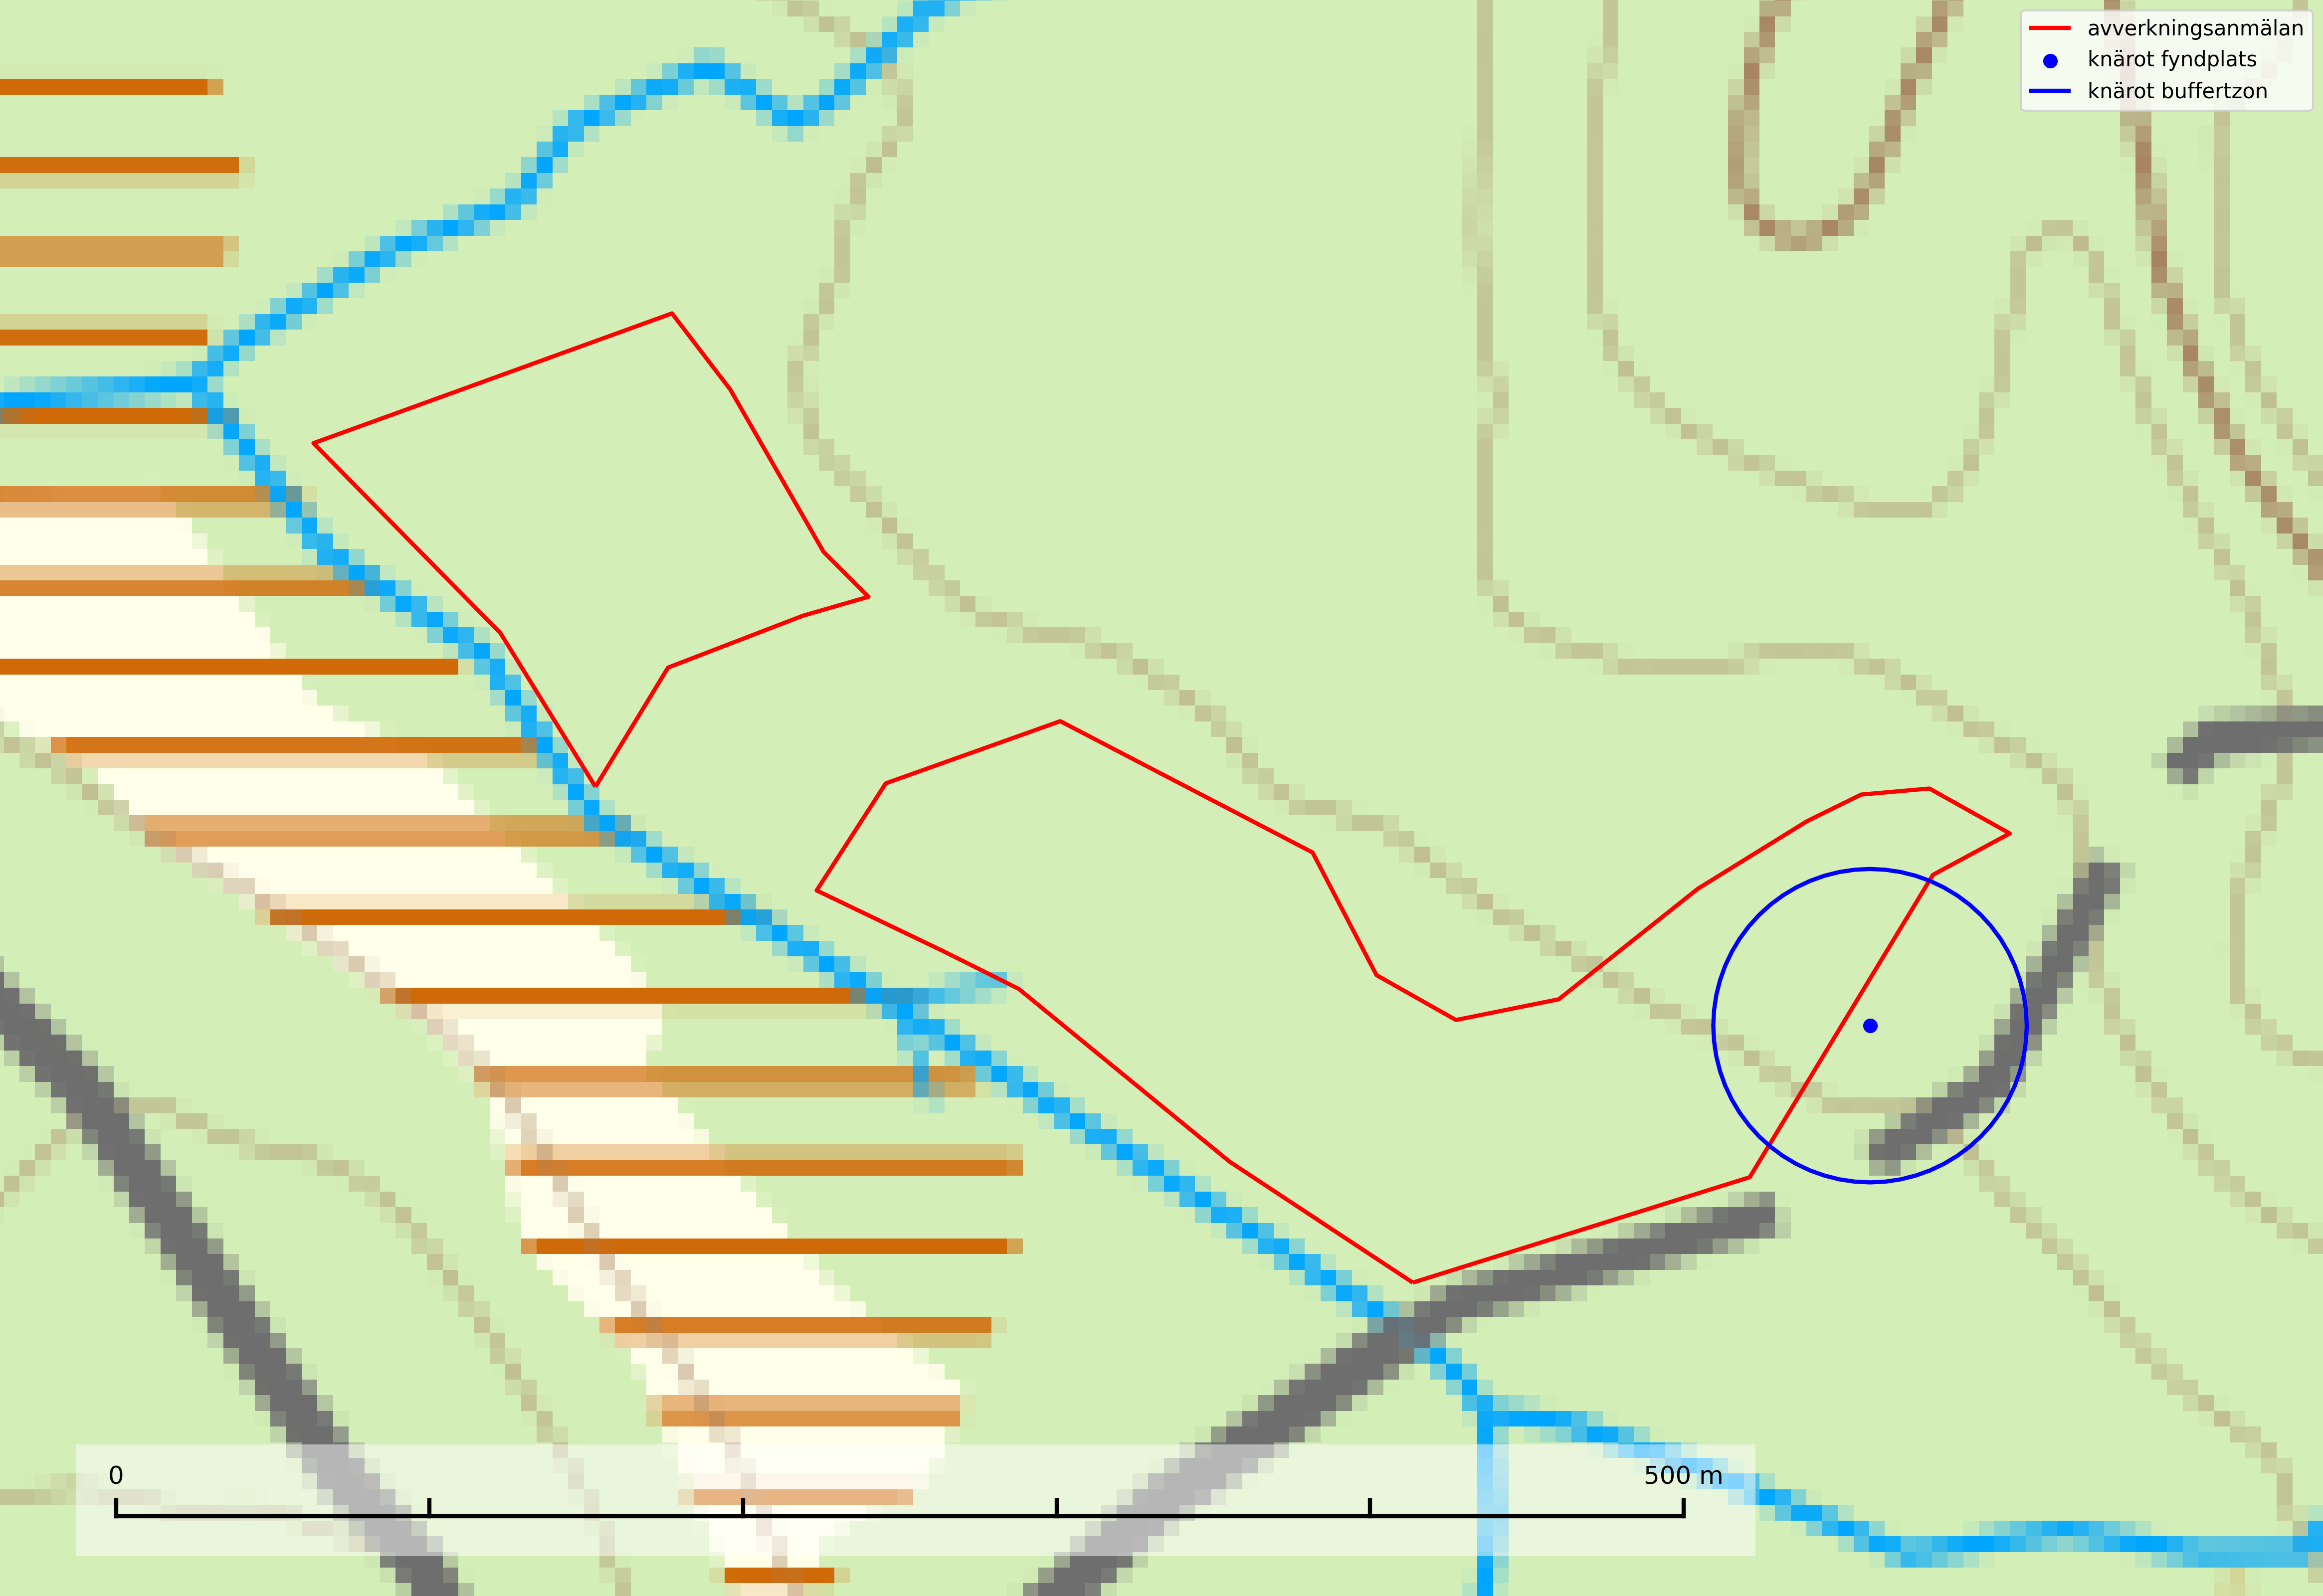 avverkningsanmälan
knärot fyndplats
knärot buffertzon
0
500 m